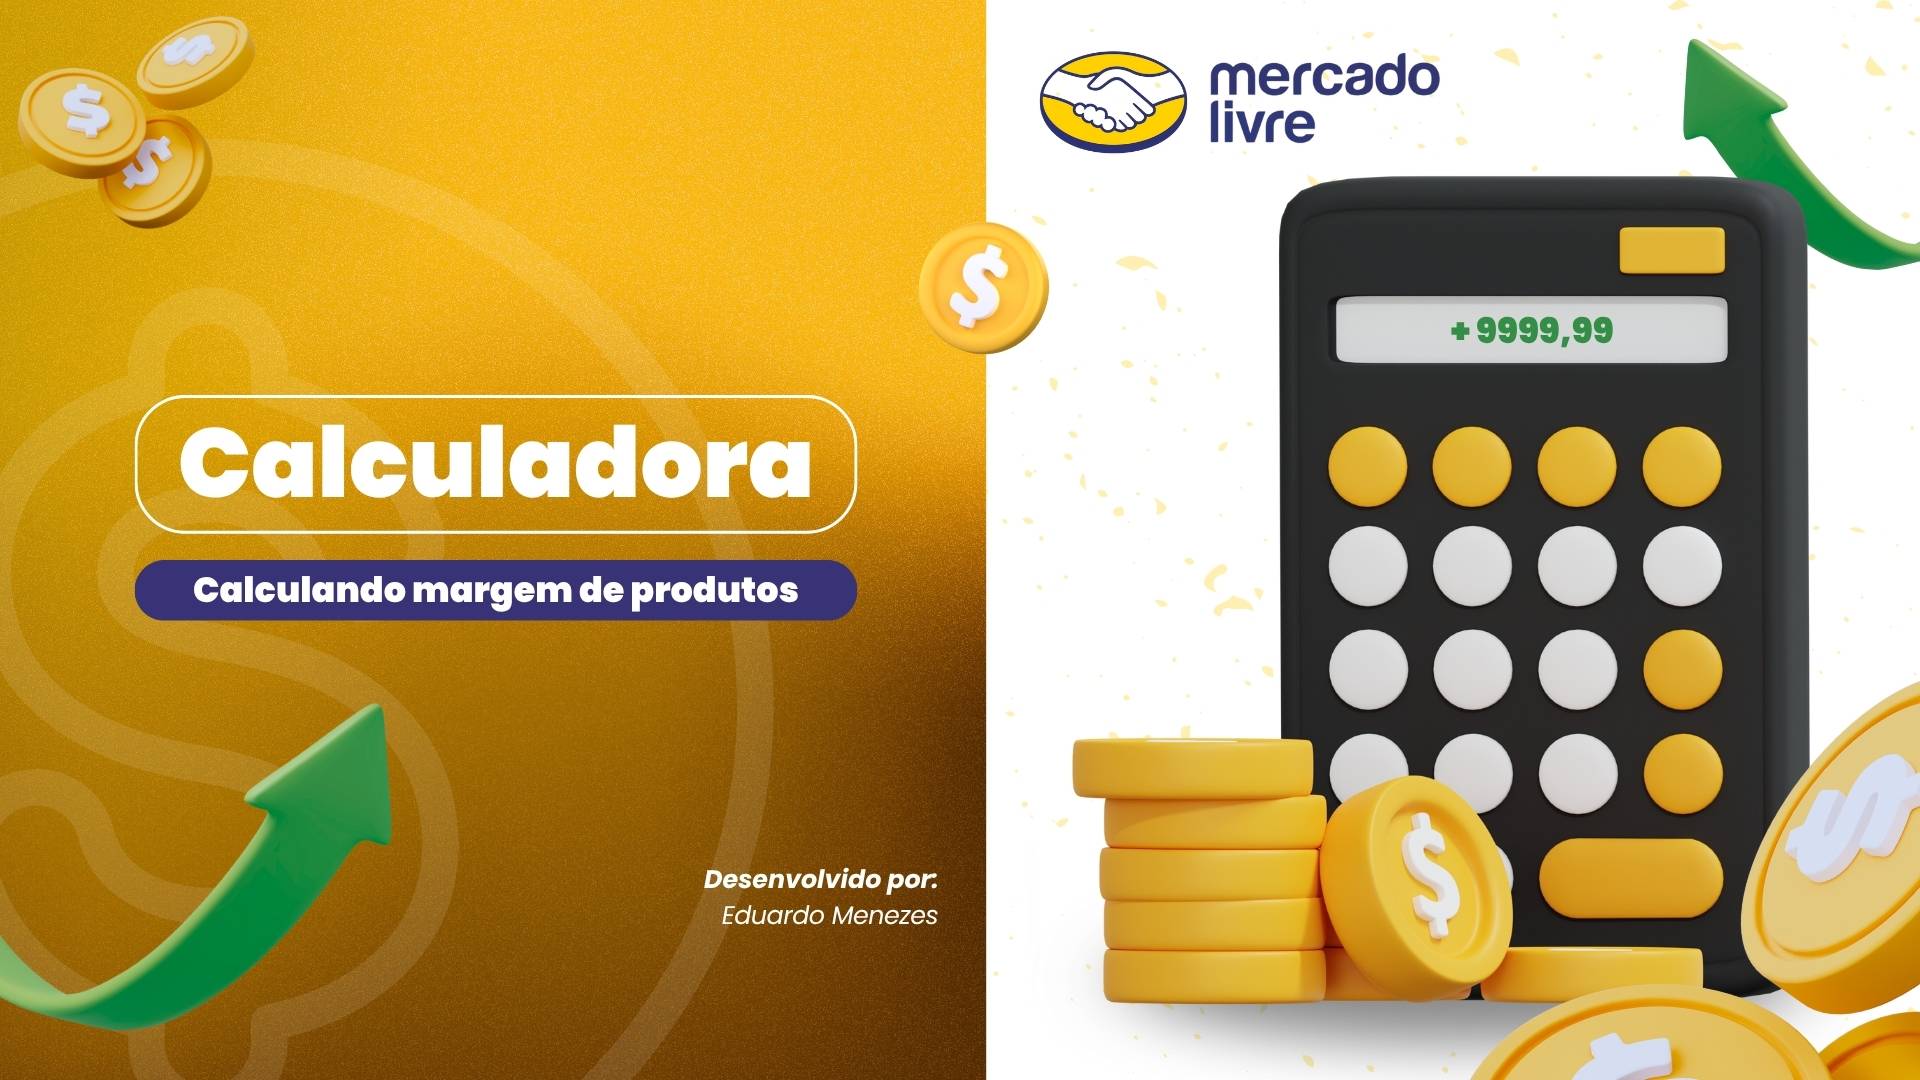 mercado
livre
+ 9999,99
Calculadora
Calculando margem de produtos
Desenvolvido por:
Eduardo Menezes